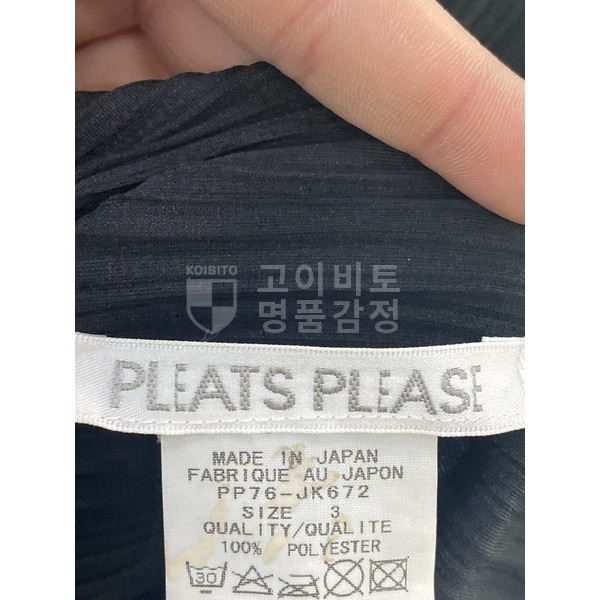 KOIBITO
고이비토
명품감정
PLEATS PLEASE
MADE IN JAPAN
FABRIQUE AU JAPON
PP76-JK672
SIZE 3
QUALITY/QUALITE
100% POLYESTER
30